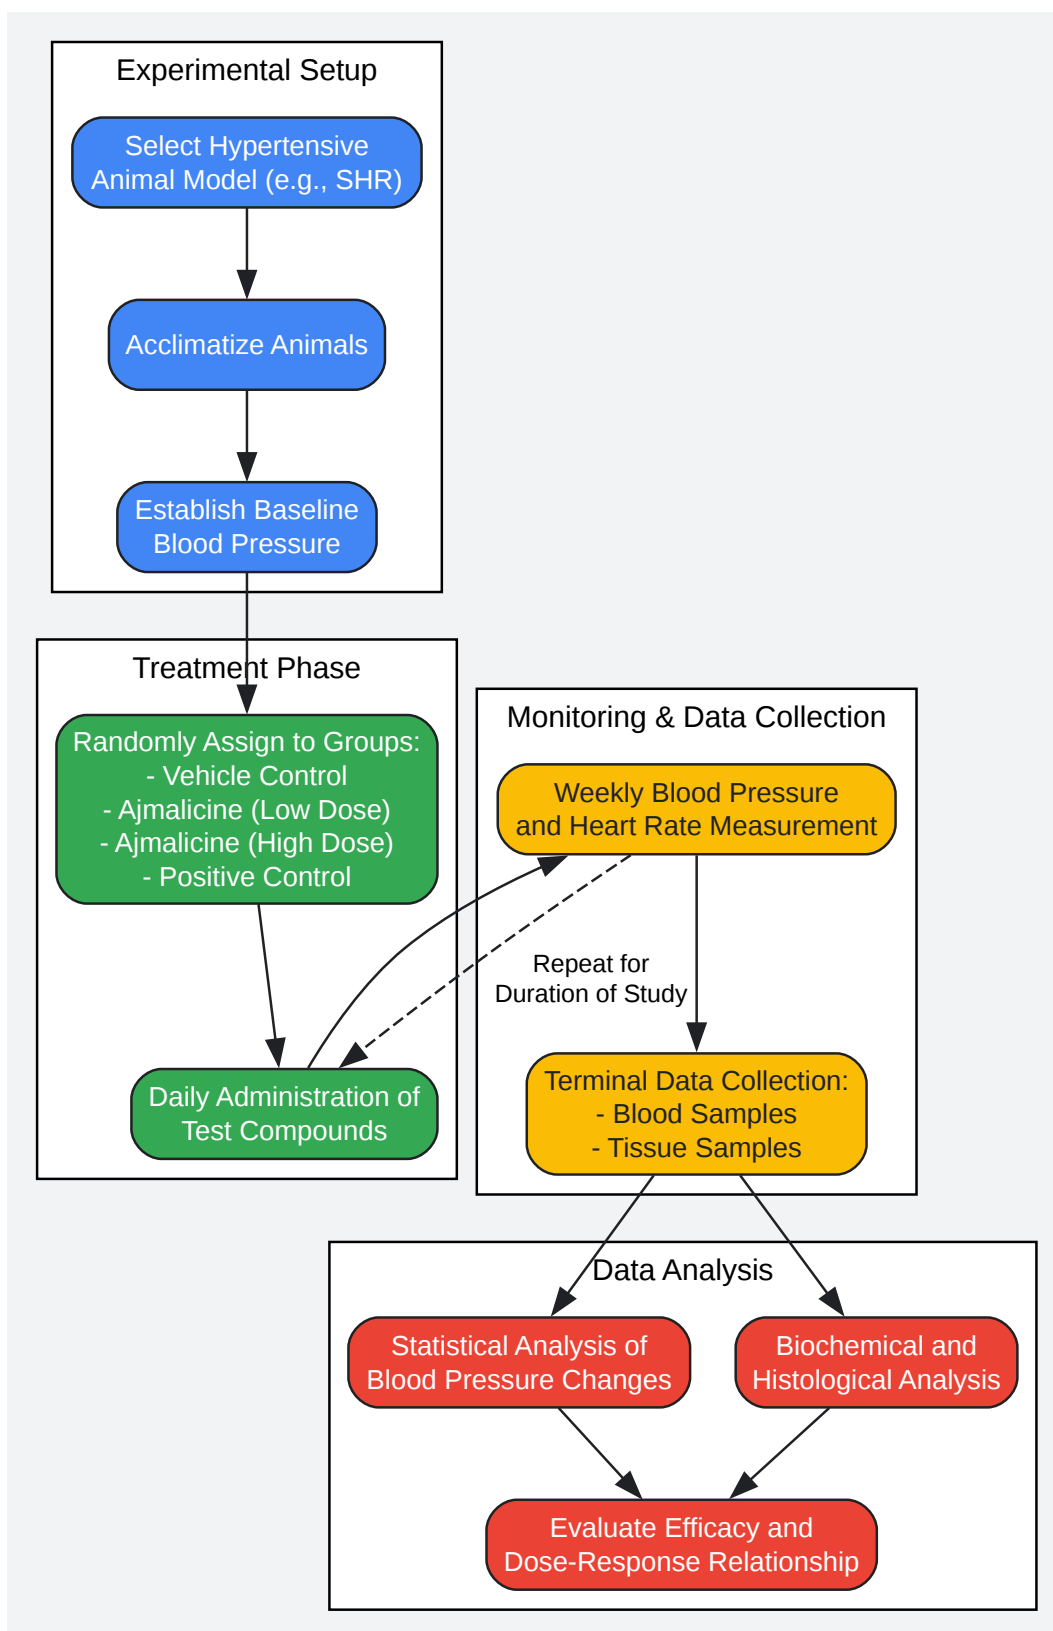 Experimental Setup
Select Hypertensive
Animal Model (e.g., SHR)
Acclimatize Animals
Establish Baseline
Blood Pressure
Treatment Phase
Randomly Assign to Groups:
- Vehicle Control
- Ajmalicine (Low Dose)
- Ajmalicine (High Dose)
- Positive Control
Daily Administration of
Test Compounds
Monitoring & Data Collection
Weekly Blood Pressure
and Heart Rate Measurement
Repeat for
Duration of Study
Terminal Data Collection:
- Blood Samples
- Tissue Samples
Data Analysis
Statistical Analysis of
Blood Pressure Changes
Biochemical and
Histological Analysis
Evaluate Efficacy and
Dose-Response Relationship